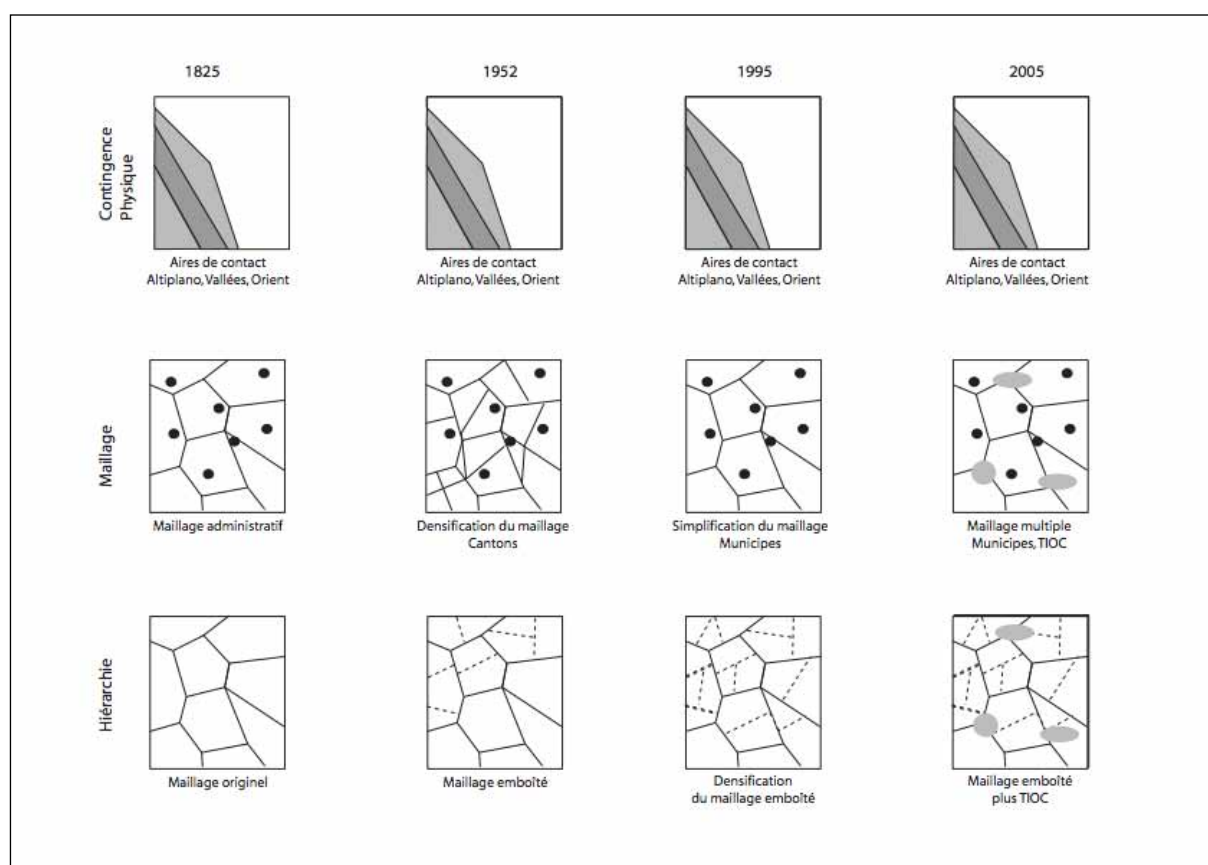 1825
1952
1995
2005
Contingence
Physique
Aires de contact
Altiplano, Vallées, Orient
Aires de contact
Altiplano, Vallées, Orient
Aires de contact
Altiplano, Vallées, Orient
Aires de contact
Altiplano, Vallées, Orient
Maillage
Maillage administratif
Densification du maillage
Cantons
Simplification du maillage
Municipes
Maillage multiple
Municipes, TIOC
Hiérarchie
Maillage originel
Maillage emboîté
Densification
du maillage emboîté
Maillage emboîté
plus TIOC